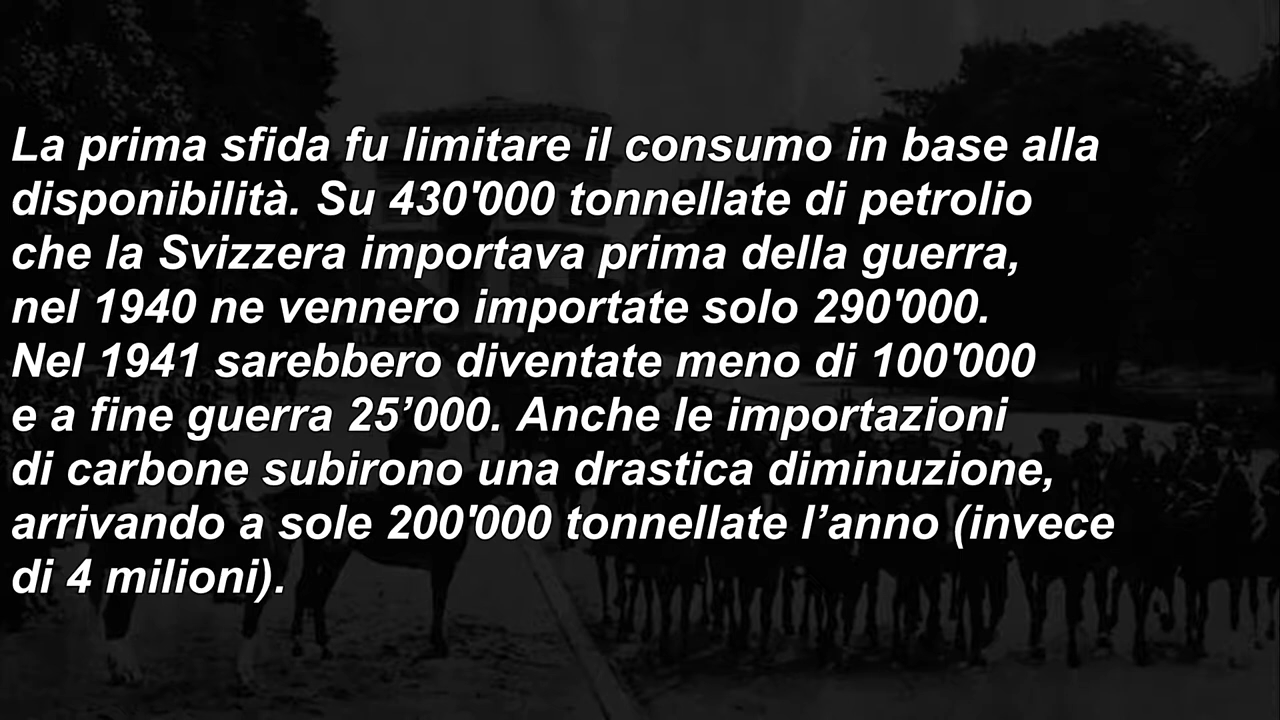 La prima sfida fu limitare il consumo in base alla
disponibilità. Su 430'000 tonnellate di petrolio
che la Svizzera importava prima della guerra,
nel 1940 ne vennero importate solo 290'000.
Nel 1941 sarebbero diventate meno di 100'000
e a fine guerra 25’000. Anche le importazioni
di carbone subirono una drastica diminuzione,
arrivando a sole 200'000 tonnellate l’anno (invece
di 4 milioni).